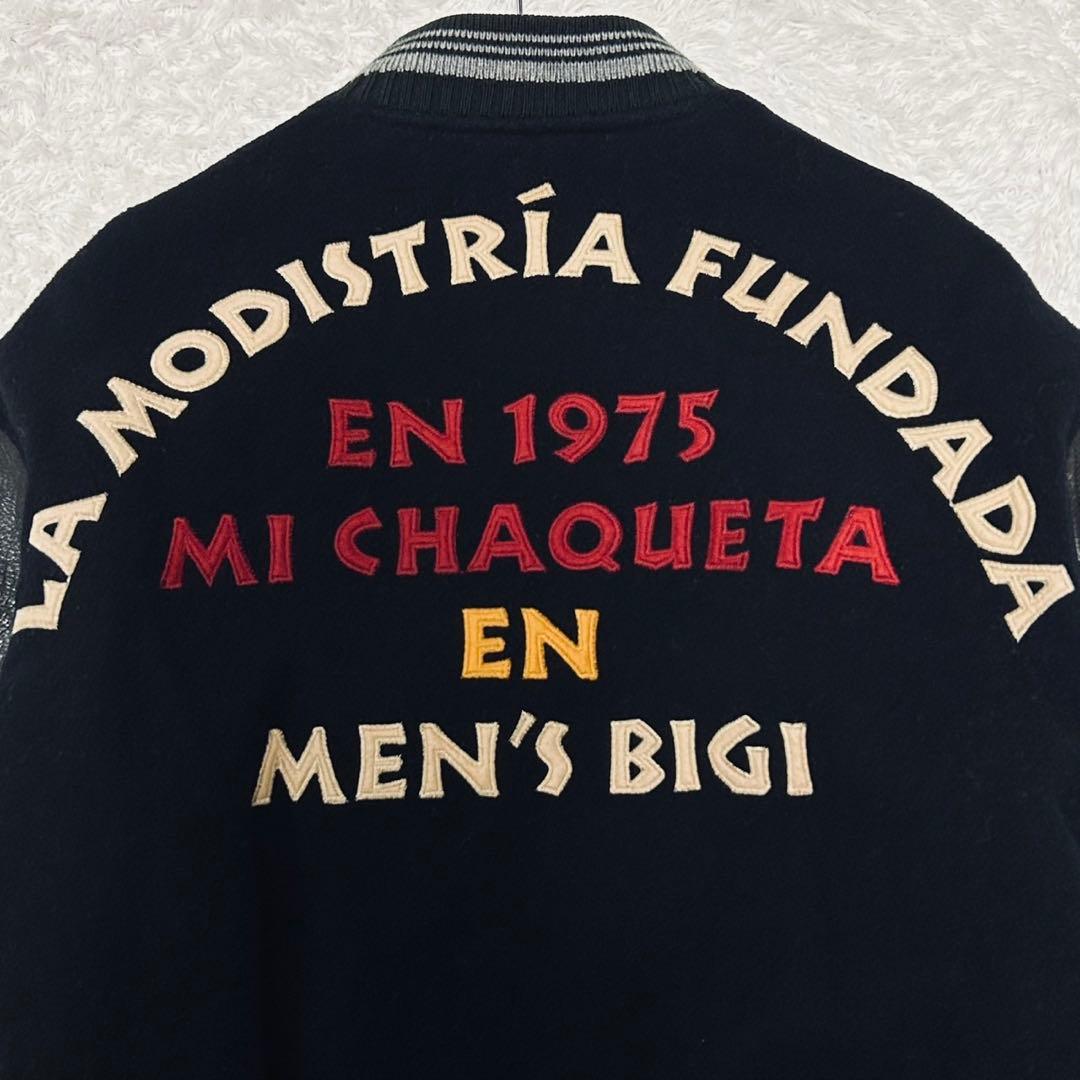 LA MODISTRÍA FUNDADA
EN 1975
MI CHAQUETA
EN
MEN'S BIGI